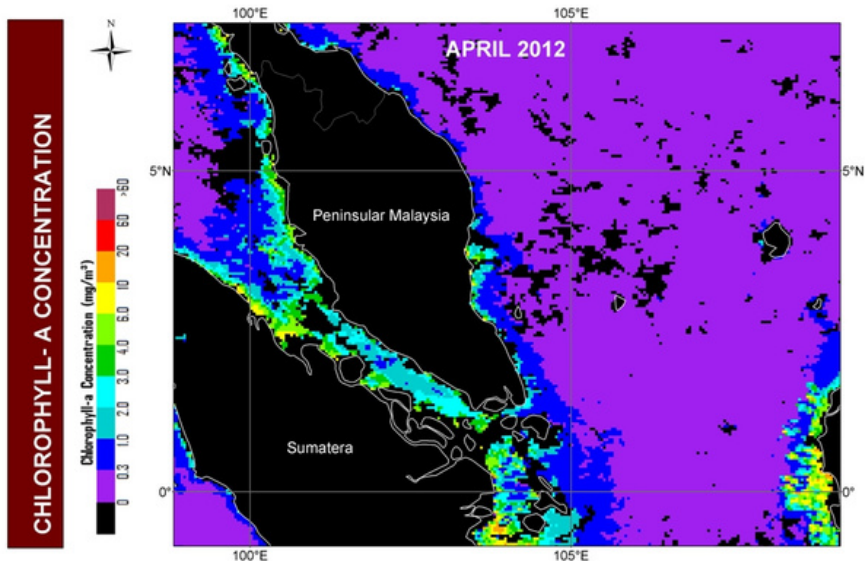 CHLOROPHYLL- A CONCENTRATION
N
Chlorophyll-a Concentration (mg/m³)
0 0.3 1.0 2.0 3.0 4.0 6.0 10 20 60 >60
100°E 105°E
APRIL 2012
5°N 5°N
Peninsular Malaysia
Sumatera
0° 0°
100°E 105°E